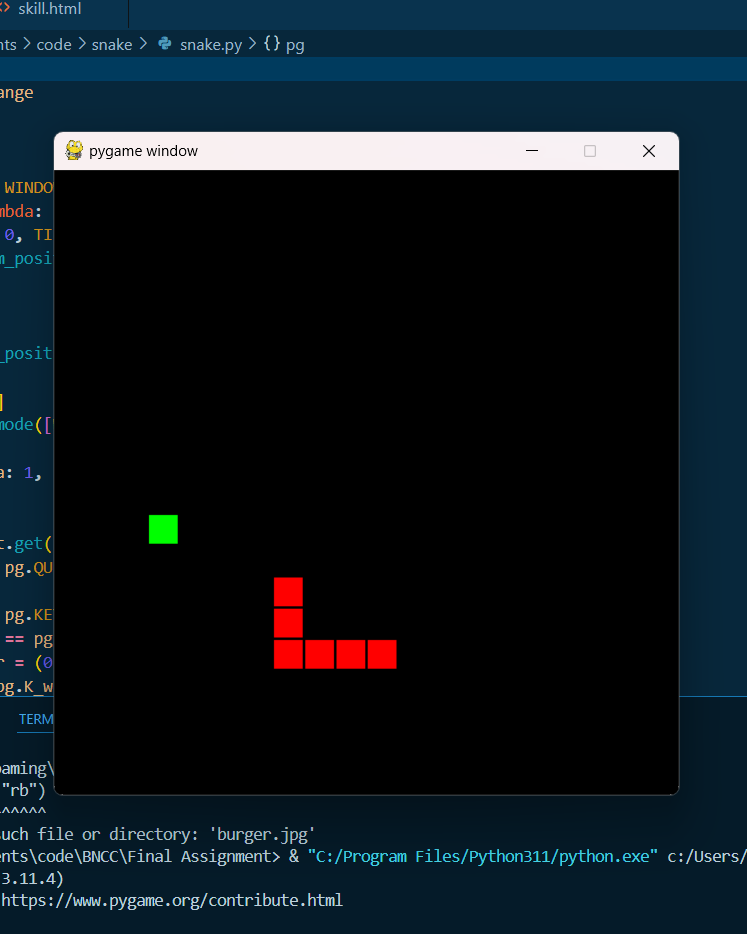 skill.html
nts > code > snake > snake.py > {} pg
ange
pygame window
WINDO
mbda:
0, TI
m_posi
_posit
]
mode([
a: 1,
t.get(
pg.QU
pg.KE
== pg
r = (0
pg.K_w
TERM
oaming\
"rb")
^^^^^^
such file or directory: 'burger.jpg'
ents\code\BNCC\Final Assignment> & "C:/Program Files/Python311/python.exe" c:/Users/
3.11.4)
https://www.pygame.org/contribute.html